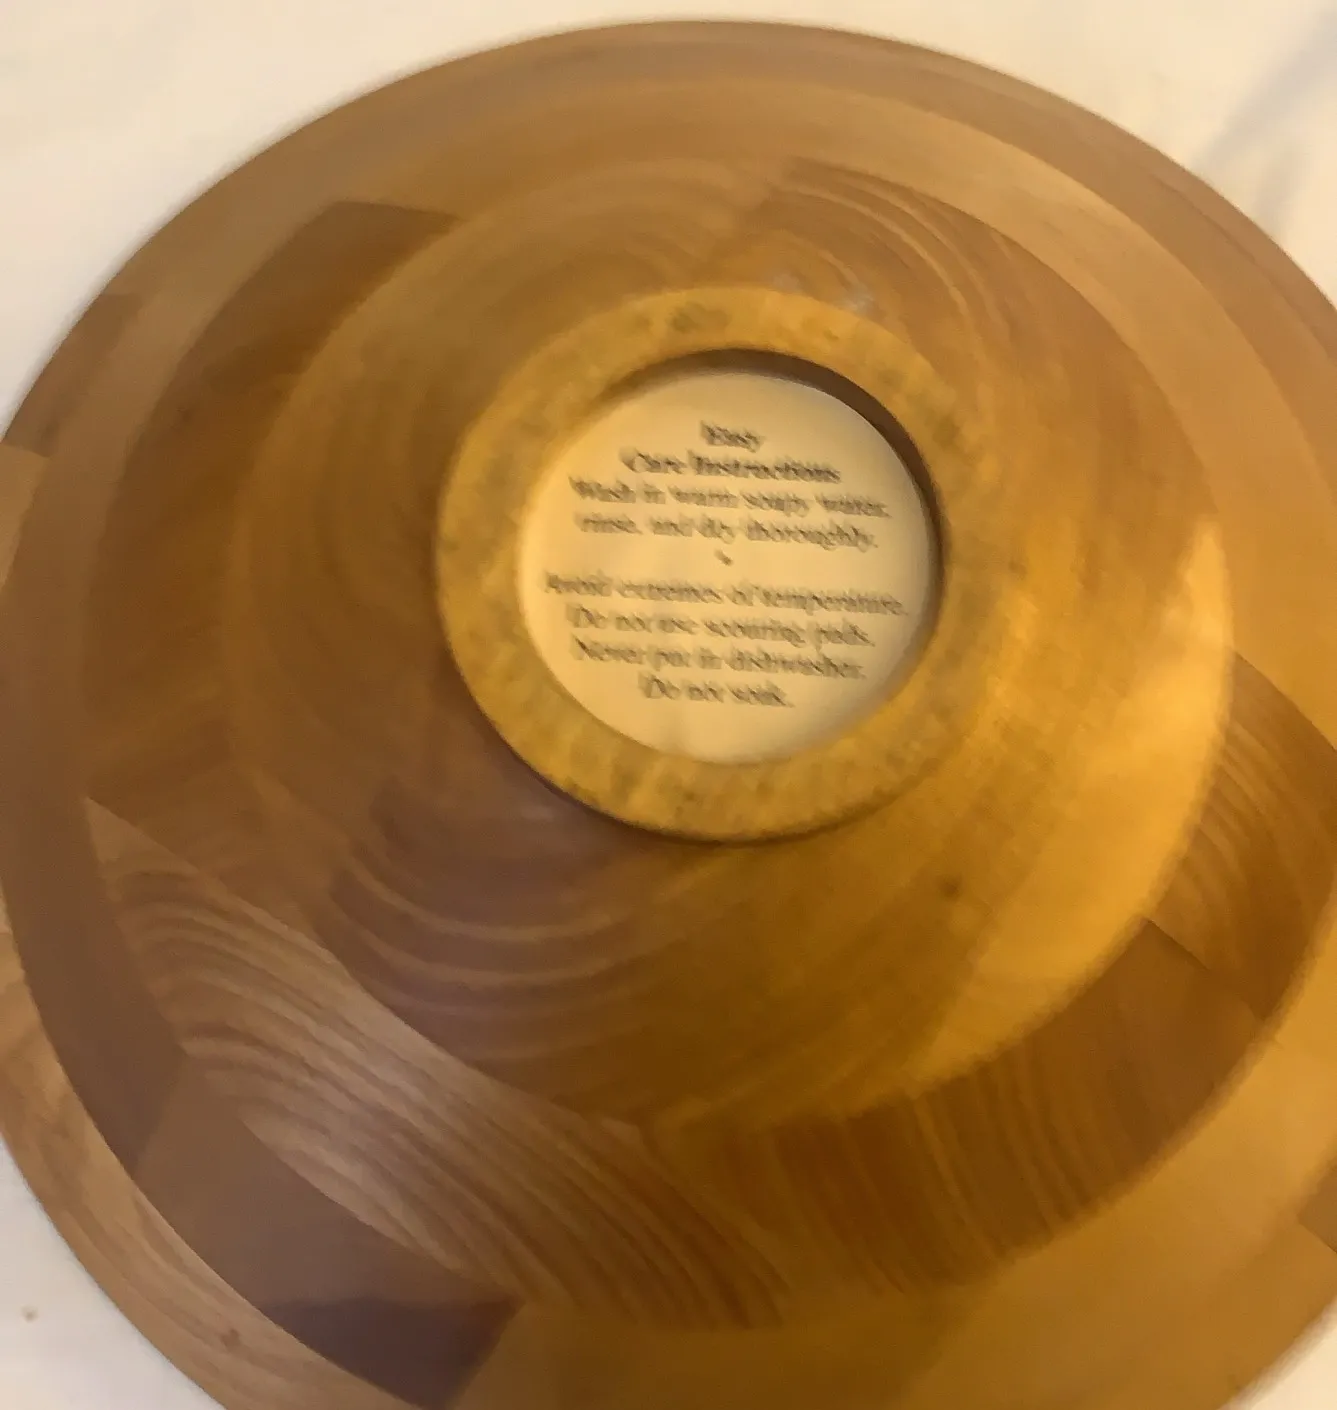 Easy
Care Instructions
Wash in warm soapy water,
rinse, and dry thoroughly.
Avoid extremes of temperature.
Do not use scouring pads.
Never put in dishwasher.
Do not soak.